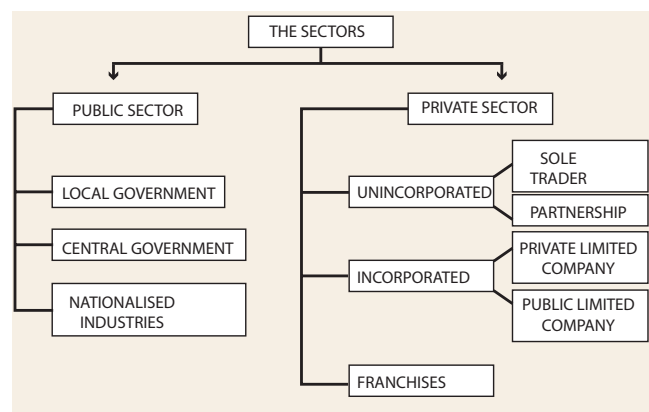 THE SECTORS
PUBLIC SECTOR
LOCAL GOVERNMENT
CENTRAL GOVERNMENT
NATIONALISED
INDUSTRIES
PRIVATE SECTOR
UNINCORPORATED
SOLE
TRADER
PARTNERSHIP
INCORPORATED
PRIVATE LIMITED
COMPANY
PUBLIC LIMITED
COMPANY
FRANCHISES